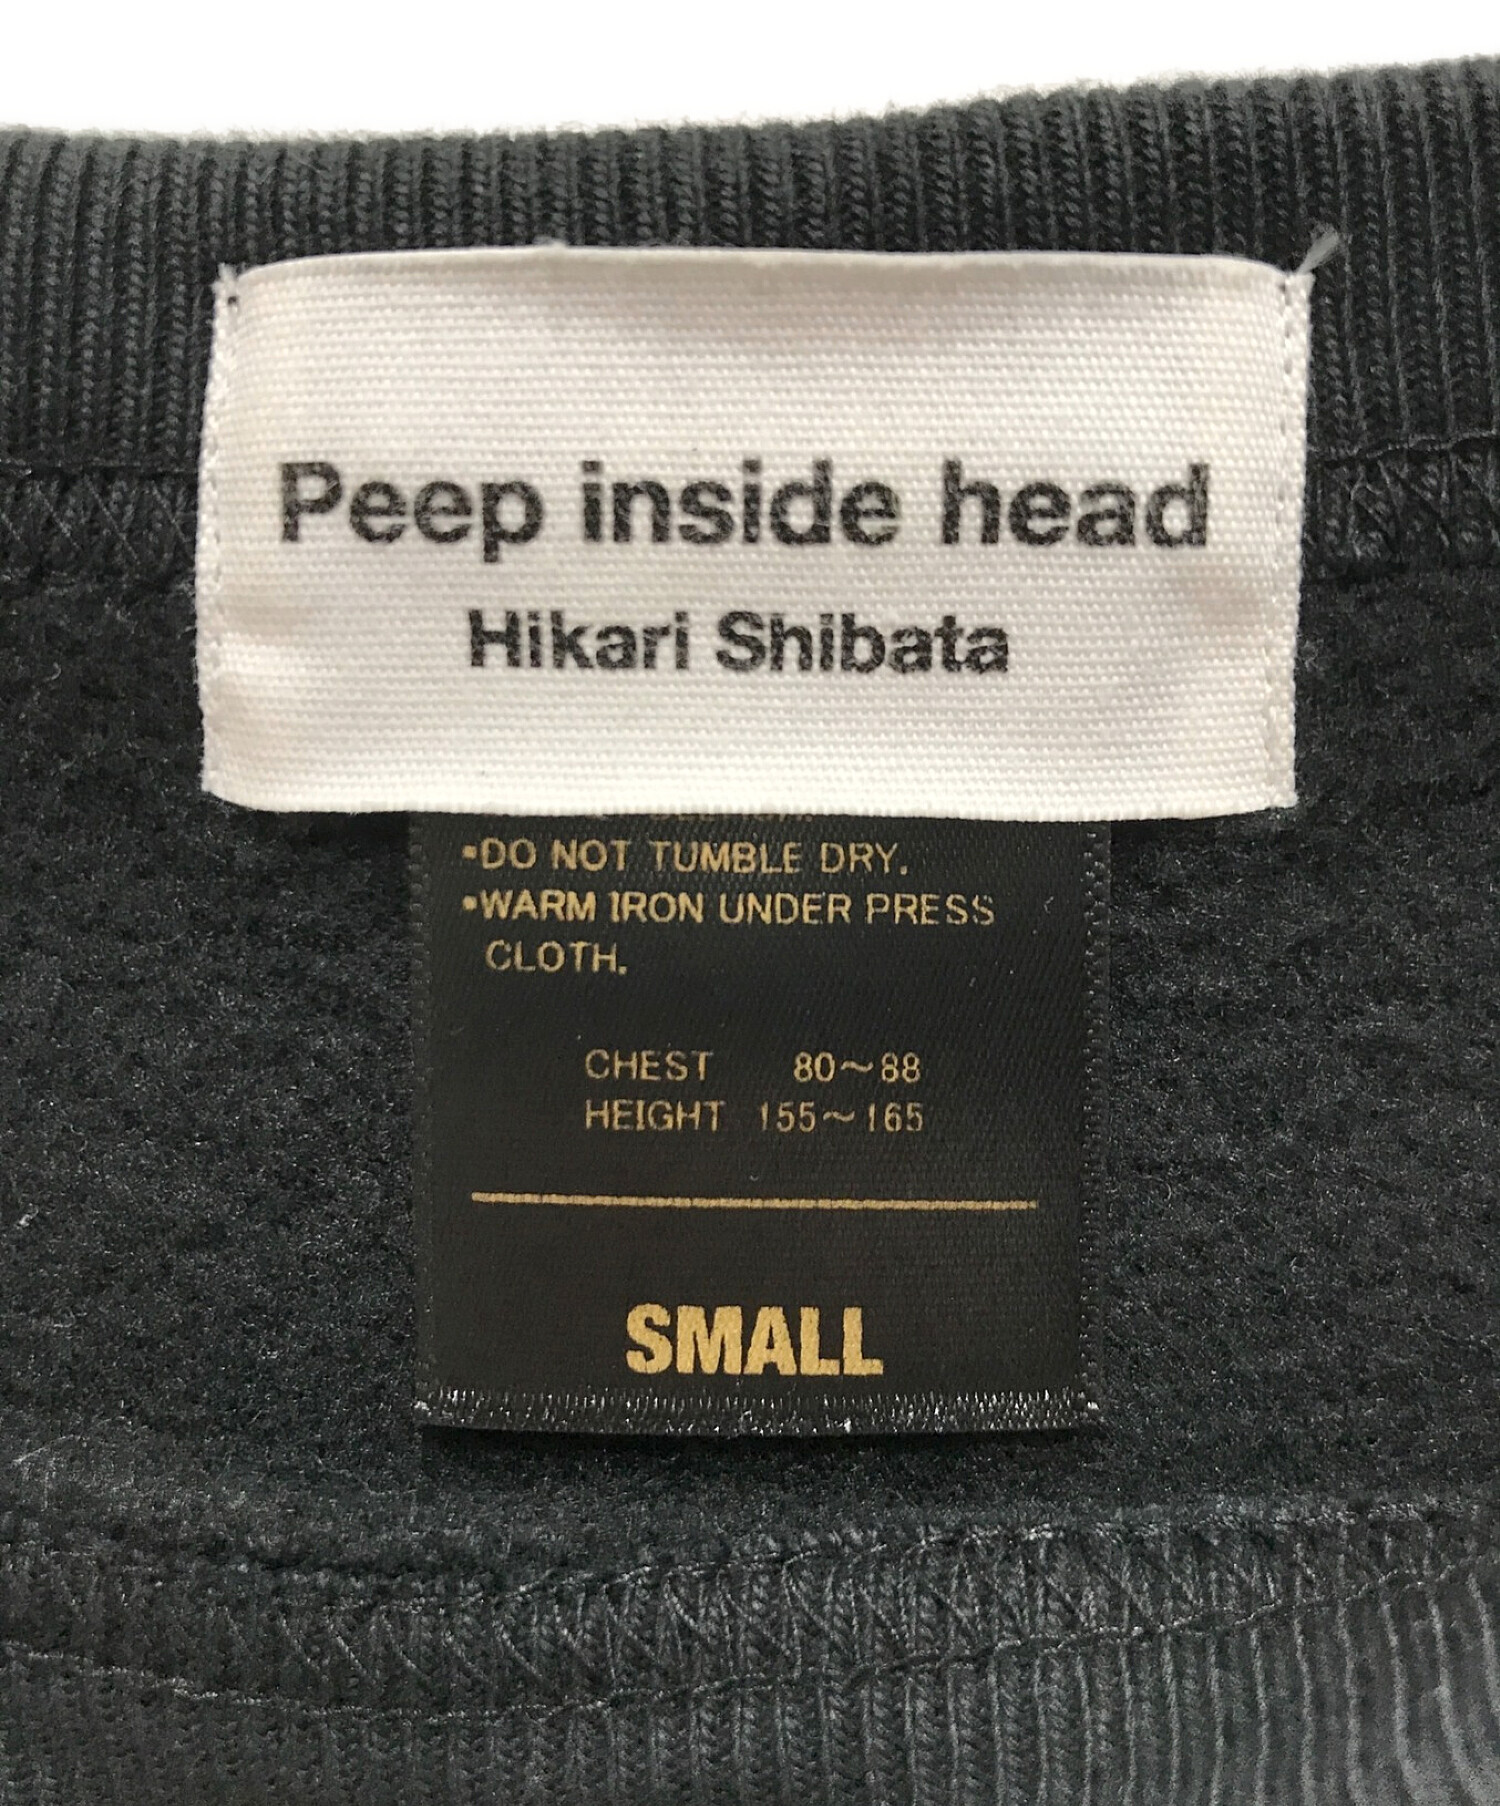 Peep inside head
Hikari Shibata
•DO NOT TUMBLE DRY.
•WARM IRON UNDER PRESS
CLOTH.
CHEST 80～88
HEIGHT 155～165
SMALL